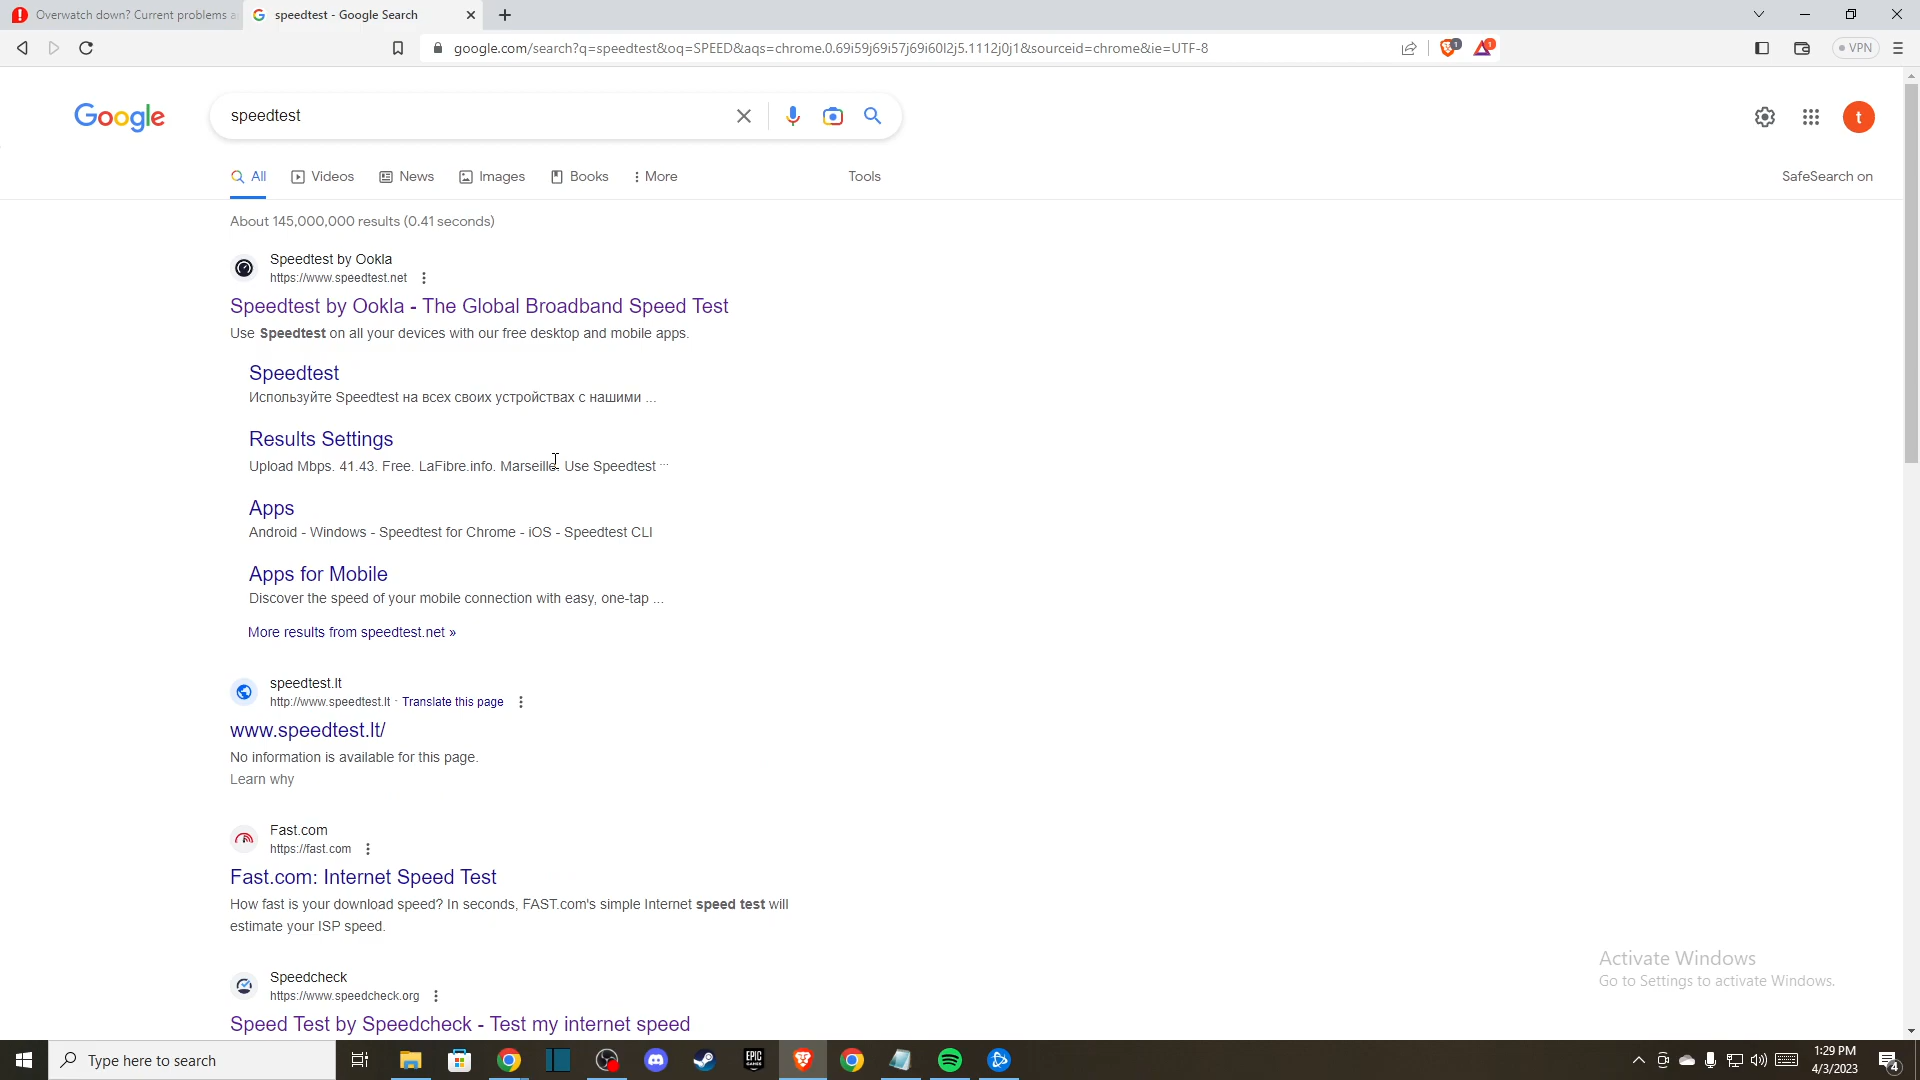 Overwatch down? Current problems a
speedtest - Google Search
google.com/search?q=speedtest&oq=SPEED&aqs=chrome.0.69i59j69i57j69i60l2j5.1112j0j1&sourceid=chrome&ie=UTF-8
1
1
VPN
Google
speedtest
t
All
Videos
News
Images
Books
More
Tools
SafeSearch on
About 145,000,000 results (0.41 seconds)
Speedtest by Ookla
https://www.speedtest.net
Speedtest by Ookla - The Global Broadband Speed Test
Use Speedtest on all your devices with our free desktop and mobile apps.
Speedtest
Используйте Speedtest на всех своих устройствах с нашими ...
Results Settings
Upload Mbps. 41.43. Free. LaFibre.info. Marseille. Use Speedtest ...
Apps
Android - Windows - Speedtest for Chrome - iOS - Speedtest CLI
Apps for Mobile
Discover the speed of your mobile connection with easy, one-tap ...
More results from speedtest.net »
speedtest.lt
http://www.speedtest.lt · Translate this page
www.speedtest.lt/
No information is available for this page.
Learn why
Fast.com
https://fast.com
Fast.com: Internet Speed Test
How fast is your download speed? In seconds, FAST.com's simple Internet speed test will
estimate your ISP speed.
Speedcheck
https://www.speedcheck.org
Speed Test by Speedcheck - Test my internet speed
Activate Windows
Go to Settings to activate Windows.
Type here to search
EPIC
GAMES
1:29 PM
4/3/2023
4